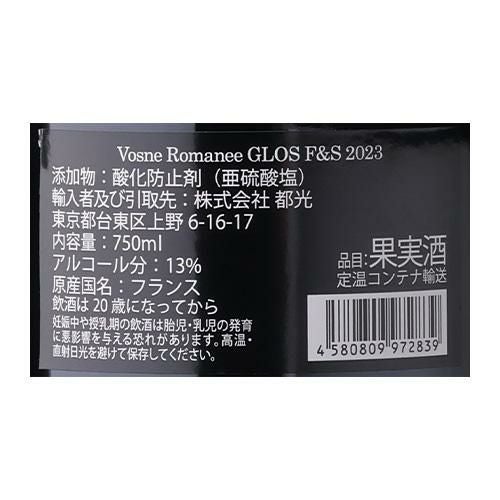 Vosne Romanee GLOS F&S 2023
添加物：酸化防止剤（亜硫酸塩）
輸入者及び引取先：株式会社 都光
東京都台東区上野 6-16-17
内容量：750ml
アルコール分：13%
原産国名：フランス
飲酒は 20 歳になってから
妊娠中や授乳期の飲酒は胎児・乳児の発育
に悪影響を与える恐れがあります。高温・
直射日光を避けて保存してください。
品目：果実酒
定温コンテナ輸送
4 580809 972839